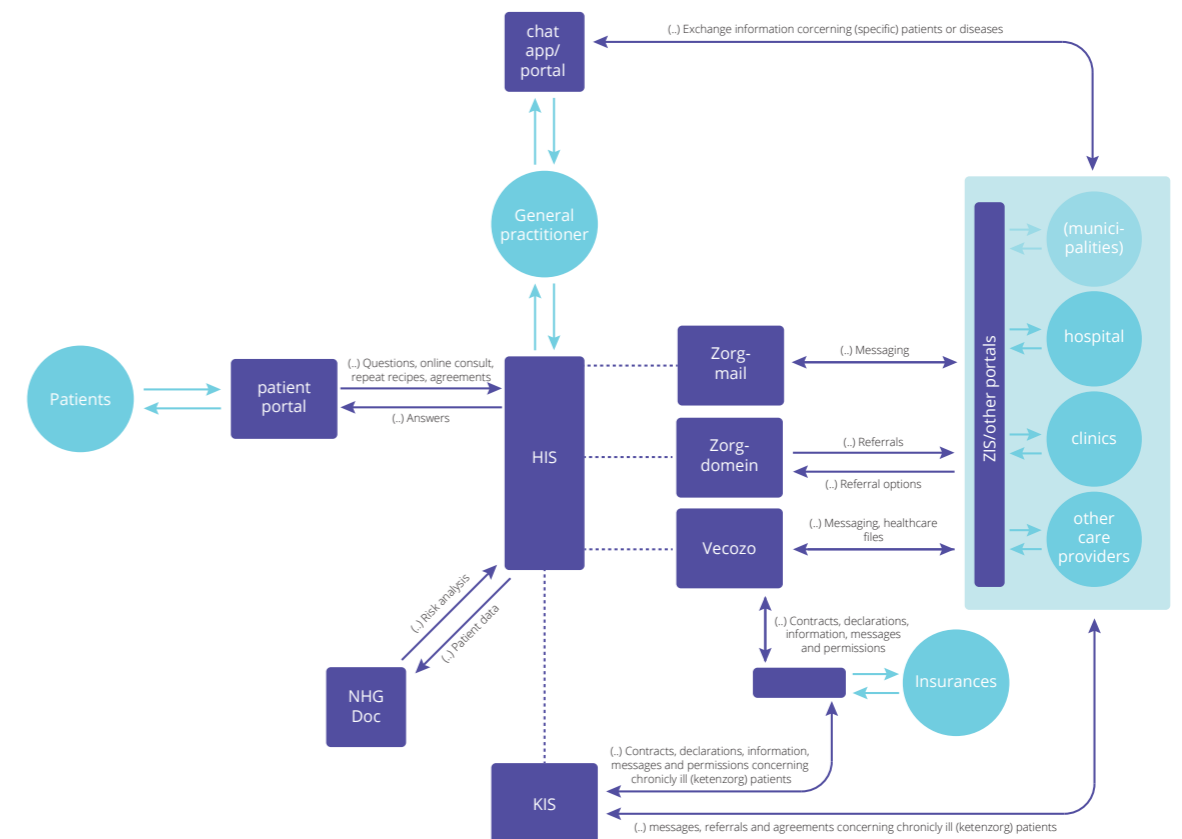 chat
app/
portal
(..) Exchange information corcerning (specific) patients or diseases
General
practitioner
(munici-
palities)
hospital
clinics
other
care
providers
ZIS/other portals
Zorg-
mail
(..) Messaging
Patients
patient
portal
(..) Questions, online consult,
repeat recipes, agreements
(..) Answers
HIS
Zorg-
domein
(..) Referrals
(..) Referral options
Vecozo
(..) Messaging, healthcare
files
(..) Risk analysis
(..) Patient data
NHG
Doc
(..) Contracts, declarations,
information, messages
and permissions
Insurances
(..) Contracts, declarations, information,
messages and permissions concerning
chronicly ill (ketenzorg) patients
KIS
(..) messages, referrals and agreements concerning chronicly ill (ketenzorg) patients